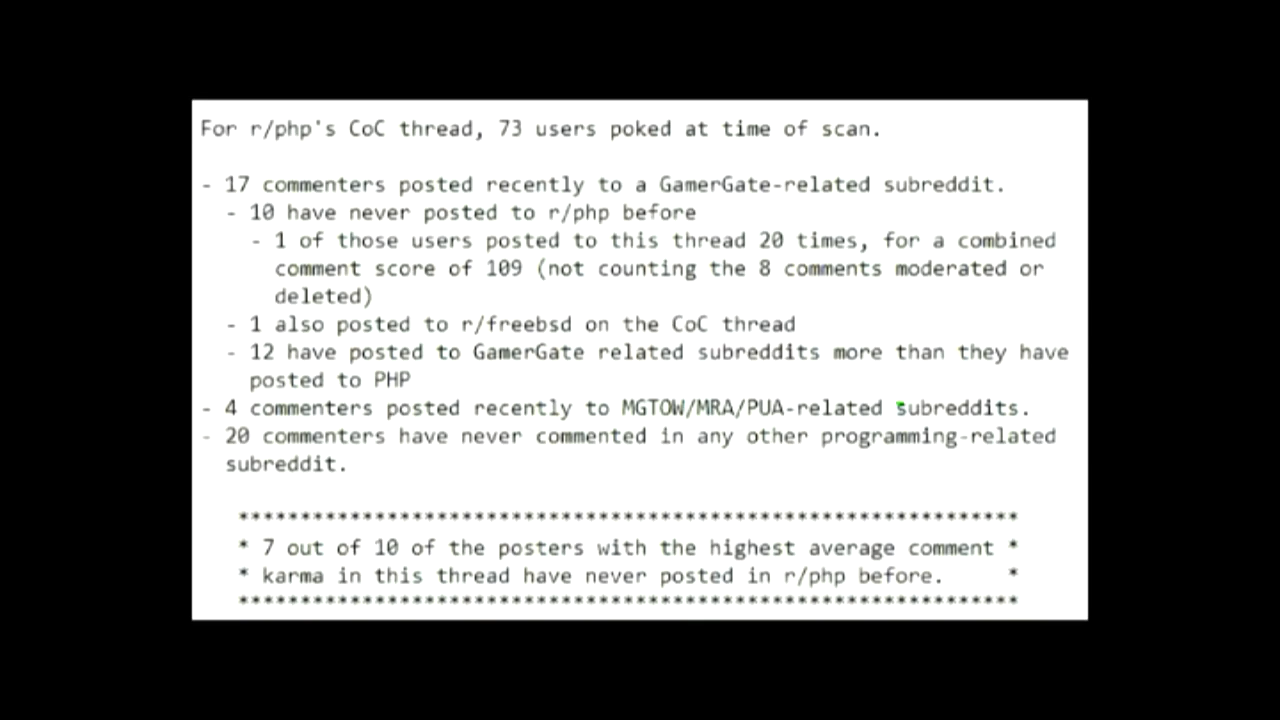 For r/php's CoC thread, 73 users poked at time of scan.
- 17 commenters posted recently to a GamerGate-related subreddit.
- 10 have never posted to r/php before
- 1 of those users posted to this thread 20 times, for a combined
comment score of 109 (not counting the 8 comments moderated or
deleted)
- 1 also posted to r/freebsd on the CoC thread
- 12 have posted to GamerGate related subreddits more than they have
posted to PHP
- 4 commenters posted recently to MGTOW/MRA/PUA-related subreddits.
- 20 commenters have never commented in any other programming-related
subreddit.
***************************************************************
* 7 out of 10 of the posters with the highest average comment *
* karma in this thread have never posted in r/php before. *
***************************************************************